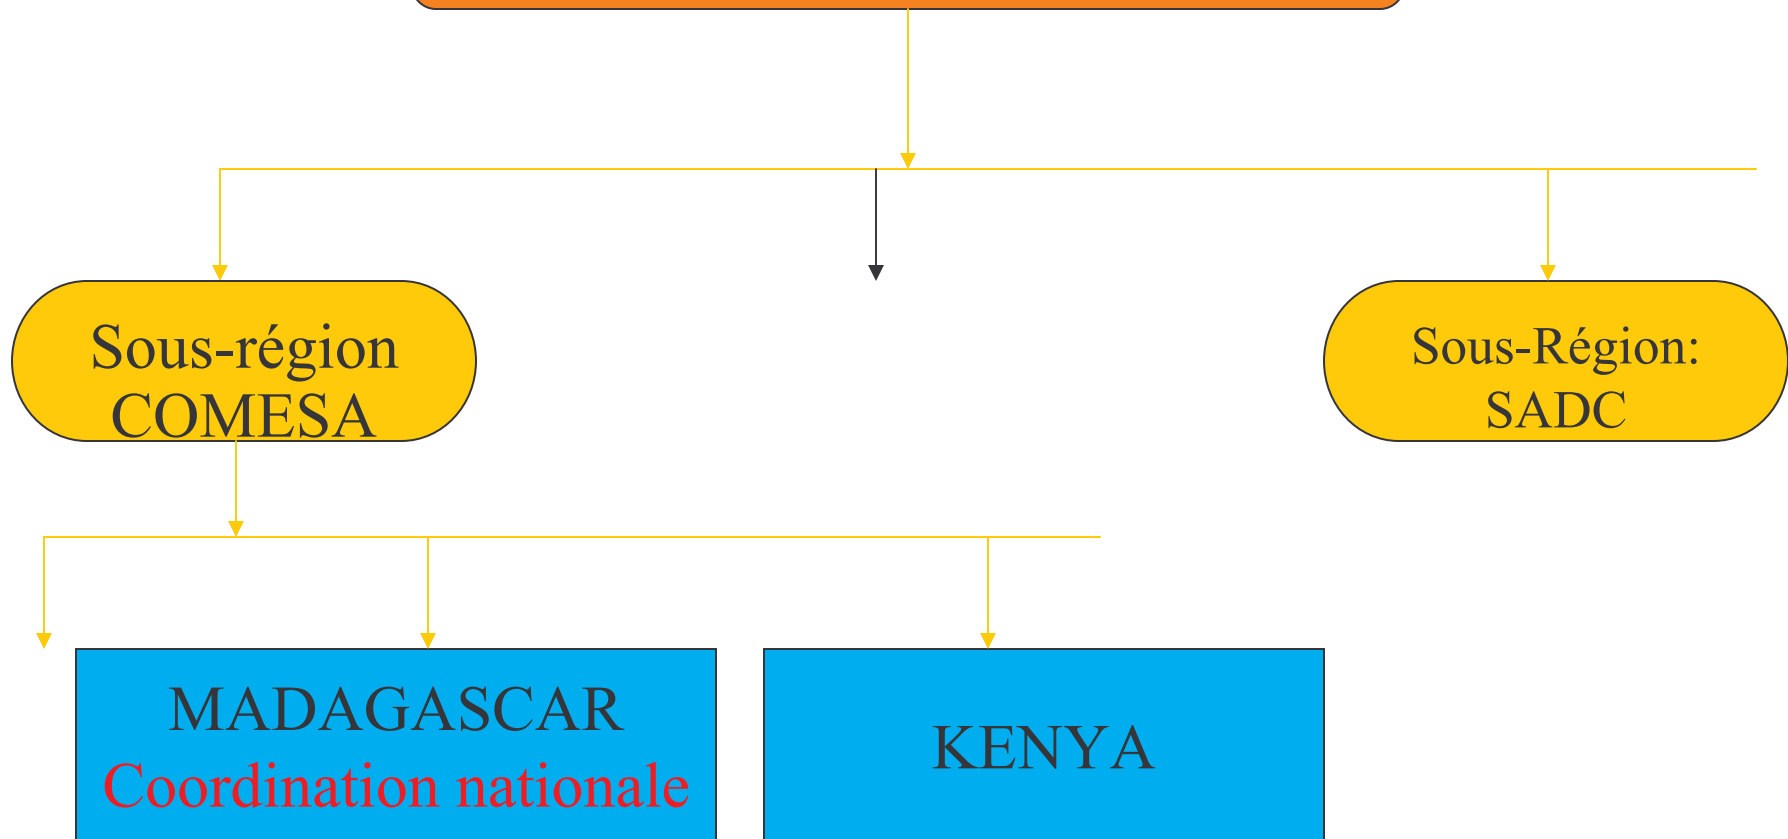 Sous-région
COMESA
Sous-Région:
SADC
MADAGASCAR
Coordination nationale
KENYA